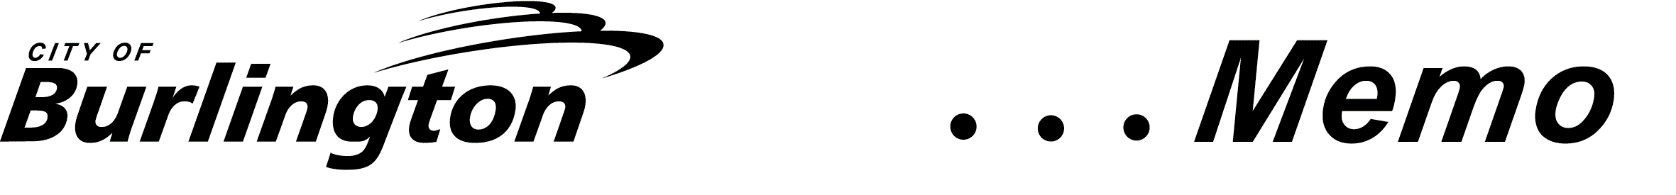 CITY OF
Burlington . . . Memo